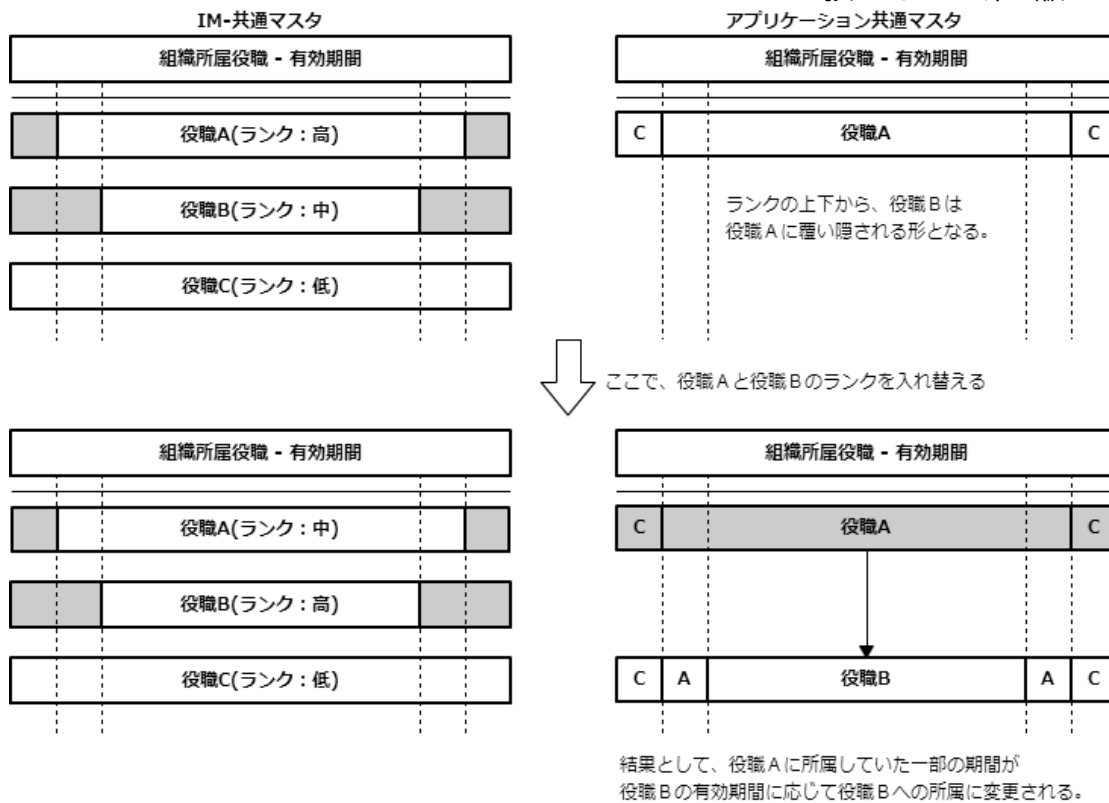 IM-共通マスタ
アプリケーション共通マスタ
組織所属役職 - 有効期間
組織所属役職 - 有効期間
役職A(ランク：高)
C
役職A
C
役職B(ランク：中)
ランクの上下から、役職Ｂは
役職Ａに覆い隠される形となる。
役職C(ランク：低)
ここで、役職Ａと役職Ｂのランクを入れ替える
組織所属役職 - 有効期間
組織所属役職 - 有効期間
役職A(ランク：中)
C
役職A
C
役職B(ランク：高)
役職C(ランク：低)
C
A
役職B
A
C
結果として、役職Ａに所属していた一部の期間が
役職Ｂの有効期間に応じて役職Ｂへの所属に変更される。